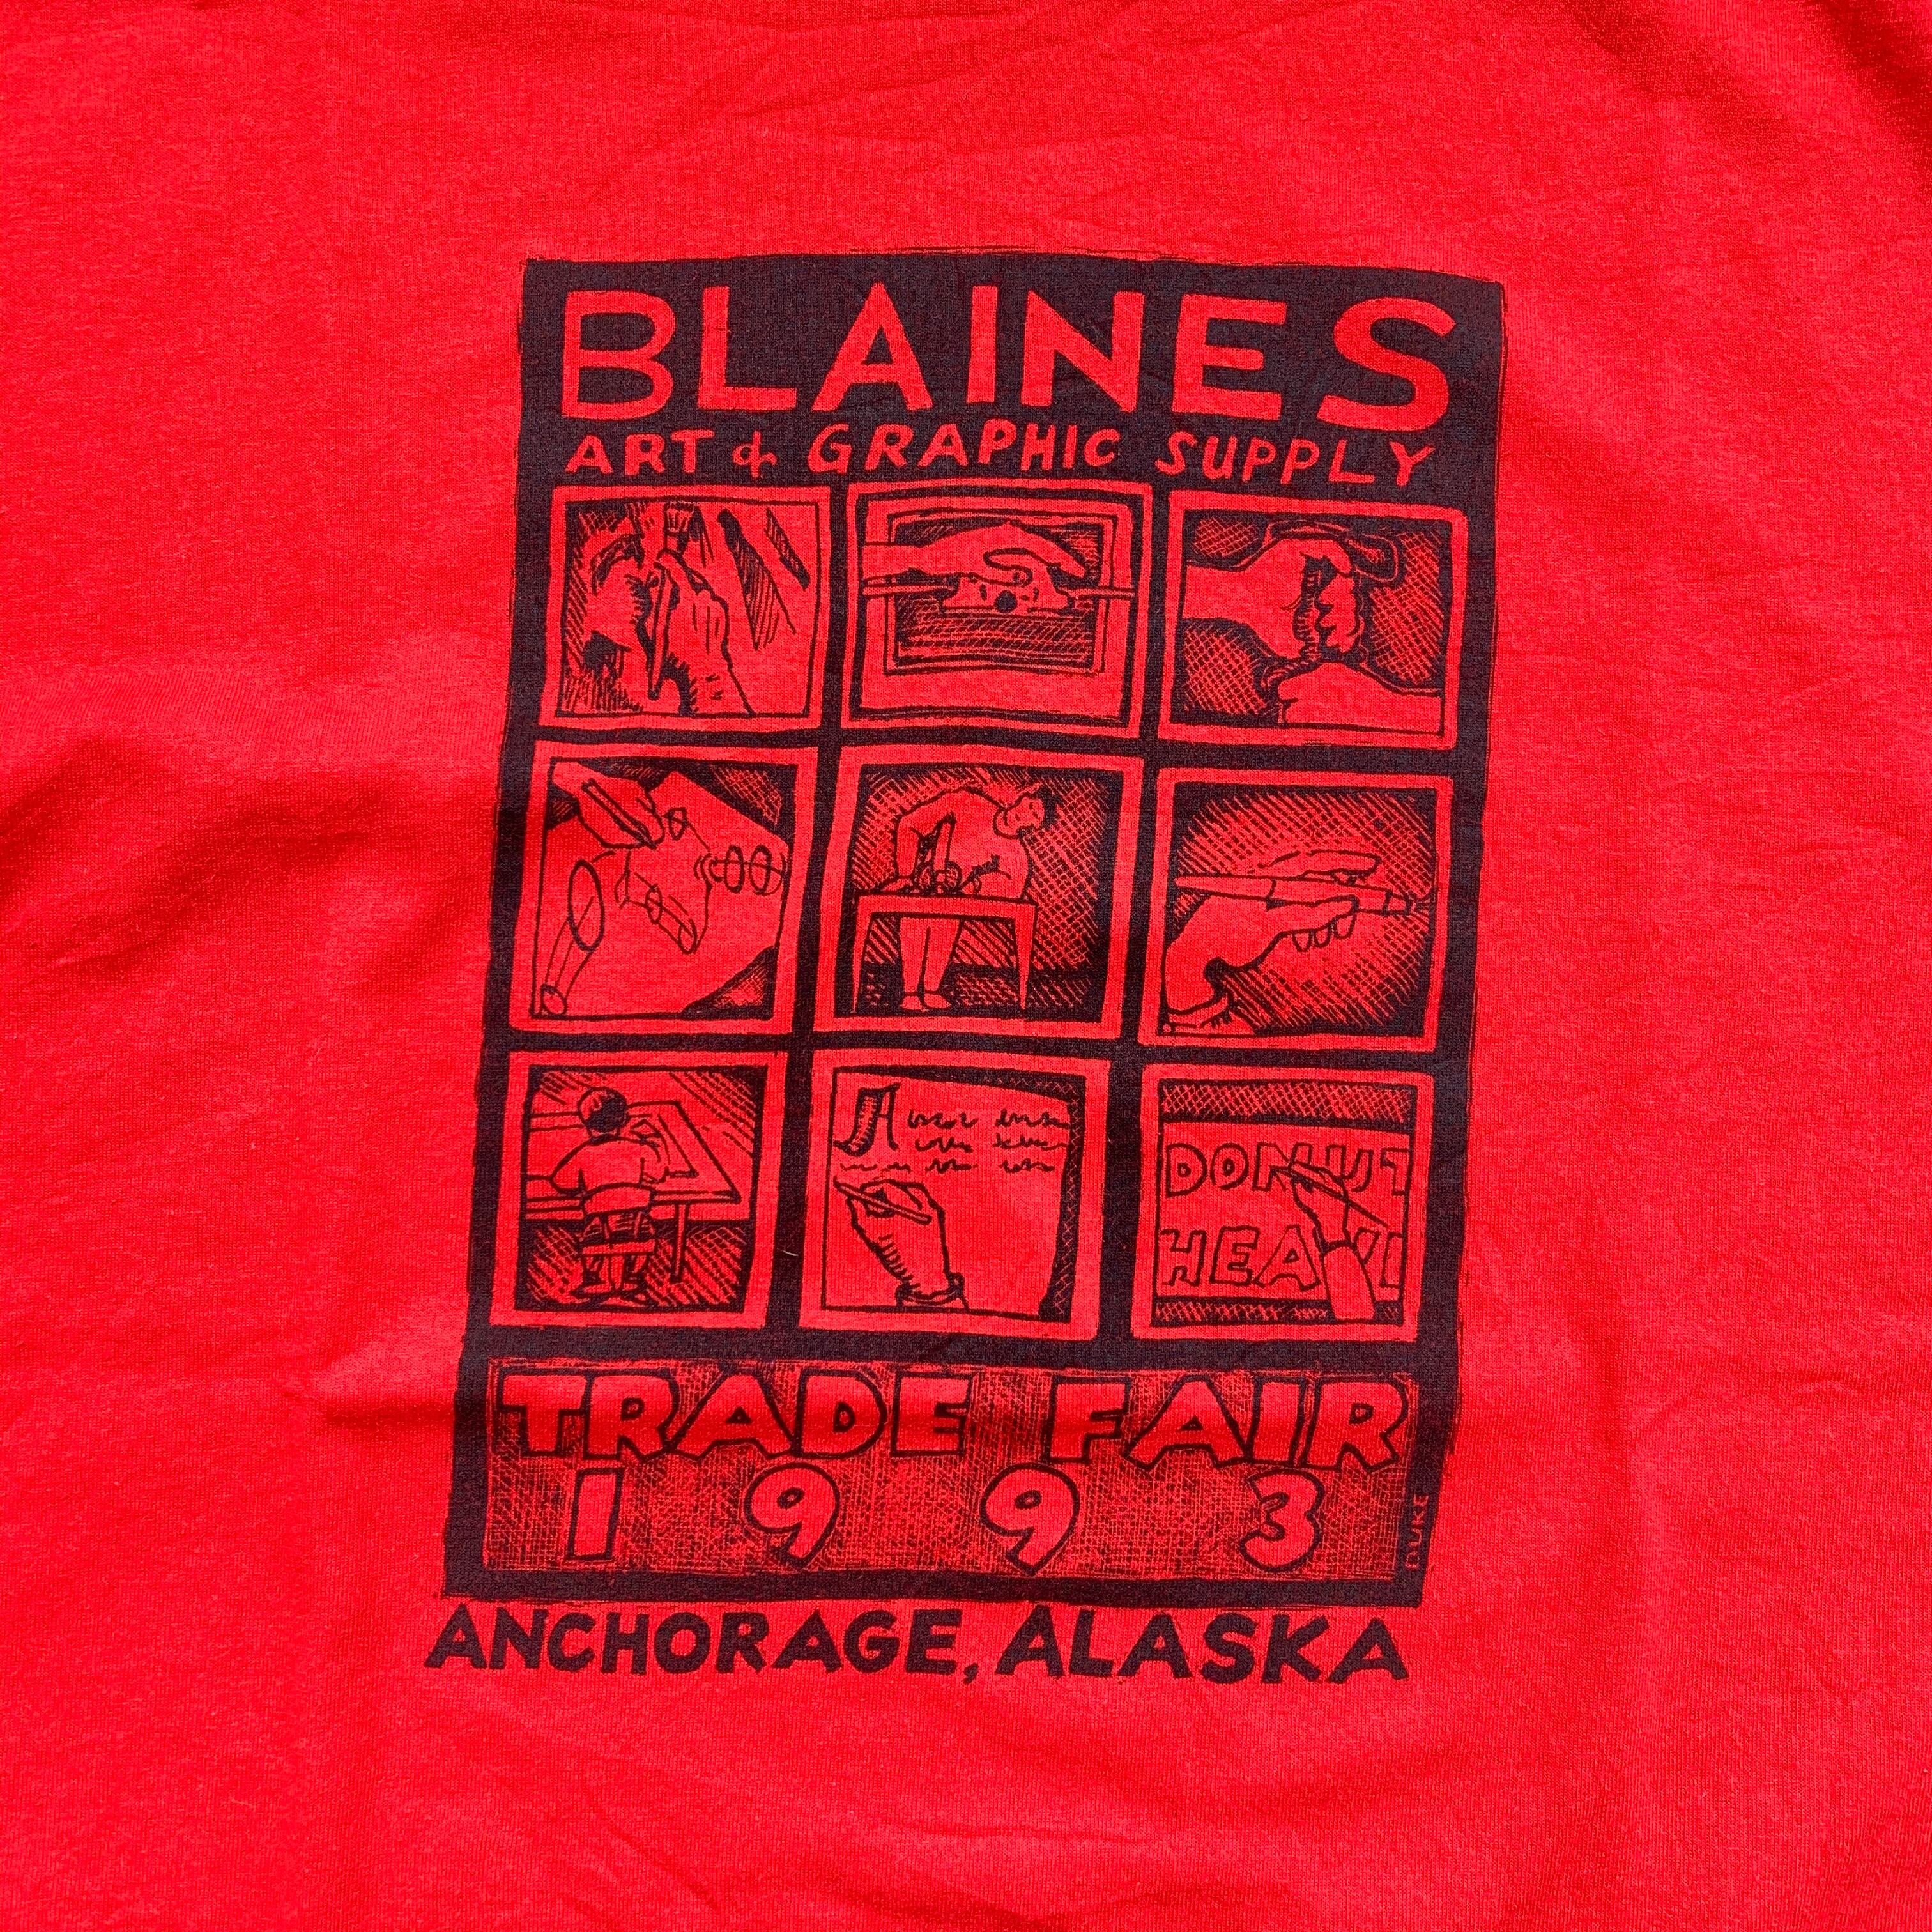 BLAINES
ART & GRAPHIC SUPPLY
A
DONUT
HEA
TRADE FAIR
1993
DUKE
ANCHORAGE, ALASKA